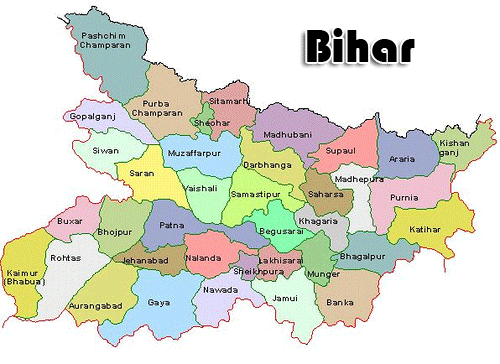 Bihar
Pashchim
Champaran
Purba
Champaran
Sitamarhi
Sheohar
Gopalganj
Siwan
Muzaffarpur
Madhubani
Darbhanga
Supaul
Araria
Kishan
ganj
Saran
Vaishali
Samastipur
Saharsa
Madhepura
Purnia
Katihar
Khagaria
Begusarai
Buxar
Bhojpur
Patna
Kaimur
(Bhabua)
Rohtas
Jehanabad
Nalanda
Sheikhpura
Lakhisarai
Munger
Bhagalpur
Aurangabad
Gaya
Nawada
Jamui
Banka